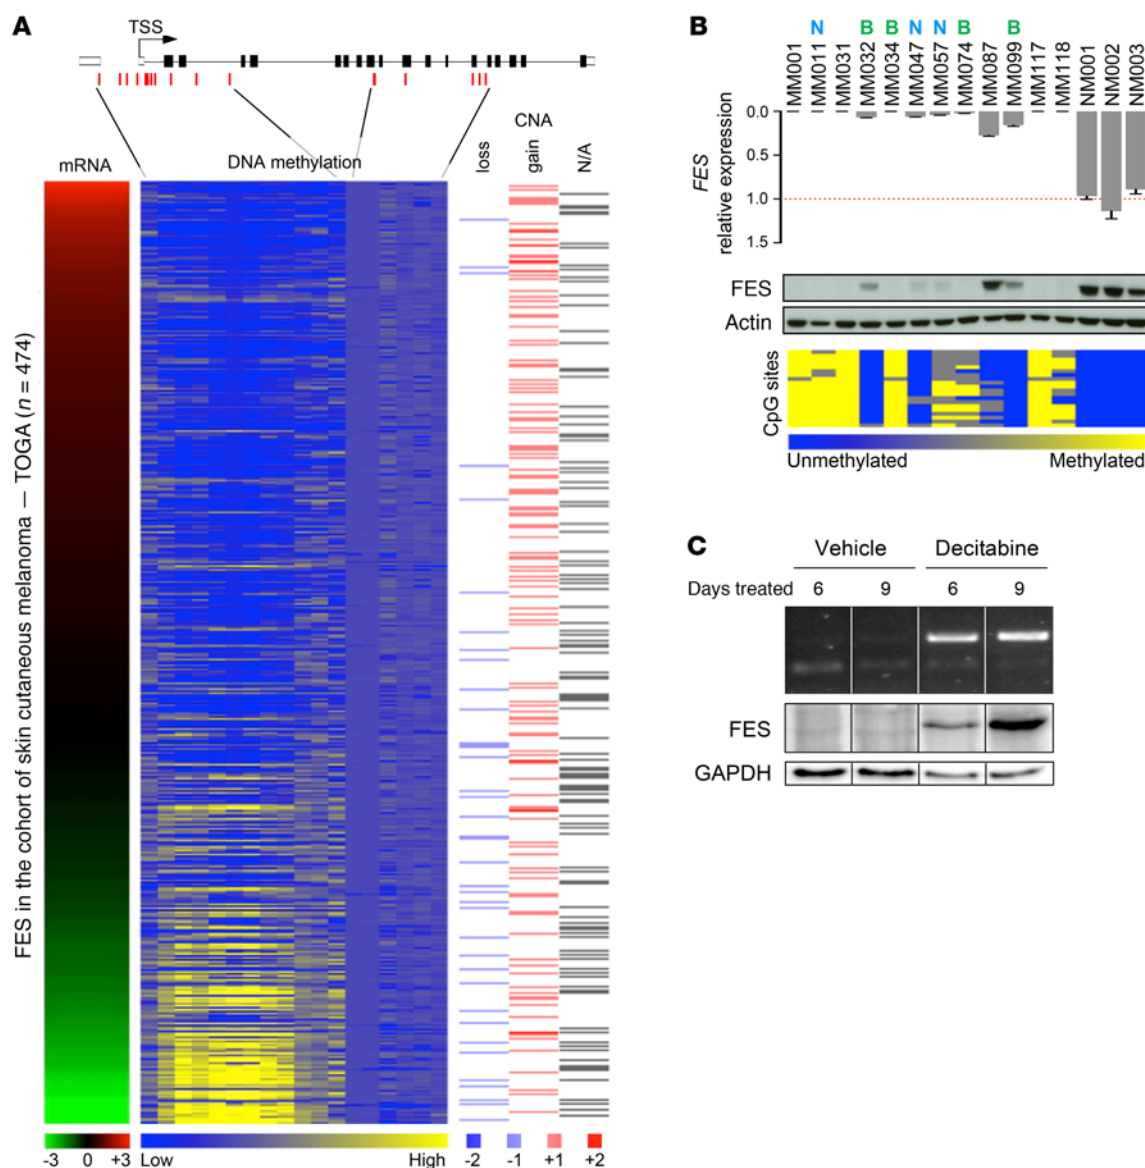 A
TSS
mRNA
DNA methylation
CNA
loss
gain
N/A
FES in the cohort of skin cutaneous melanoma — TOGA (n = 474)
-3 0 +3
Low High
-2 -1 +1 +2
B
N B B N N B B
MM001 MM011 MM031 MM032 MM034 MM047 MM057 MM074 MM087 MM099 MM117 MM118 NM001 NM002 NM003
FES
relative expression
0.0
0.5
1.0
1.5
FES
Actin
CpG sites
Unmethylated Methylated
C
Vehicle Decitabine
Days treated 6 9 6 9
FES
GAPDH